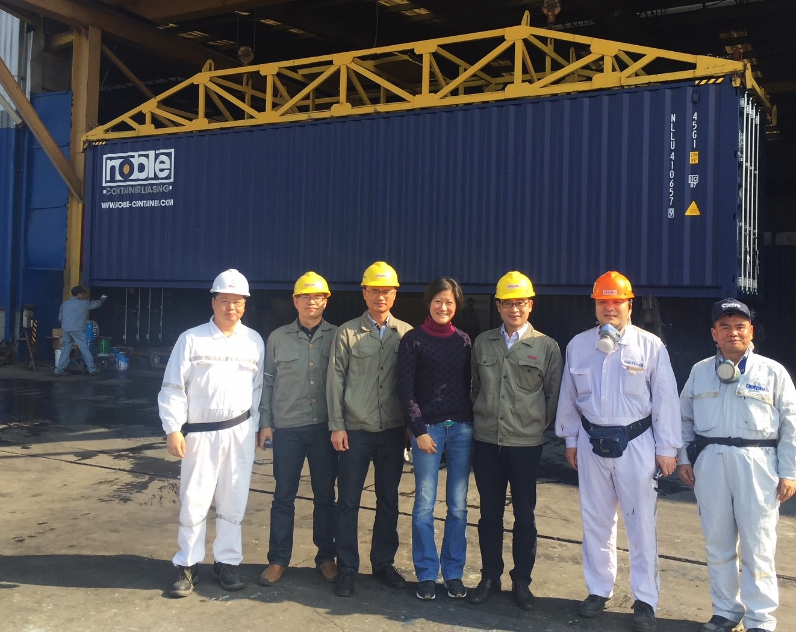 noble
CONTAINER LEASING
WWW.NOBLE-CONTAINER.COM
NLLU 410657 9
45G1